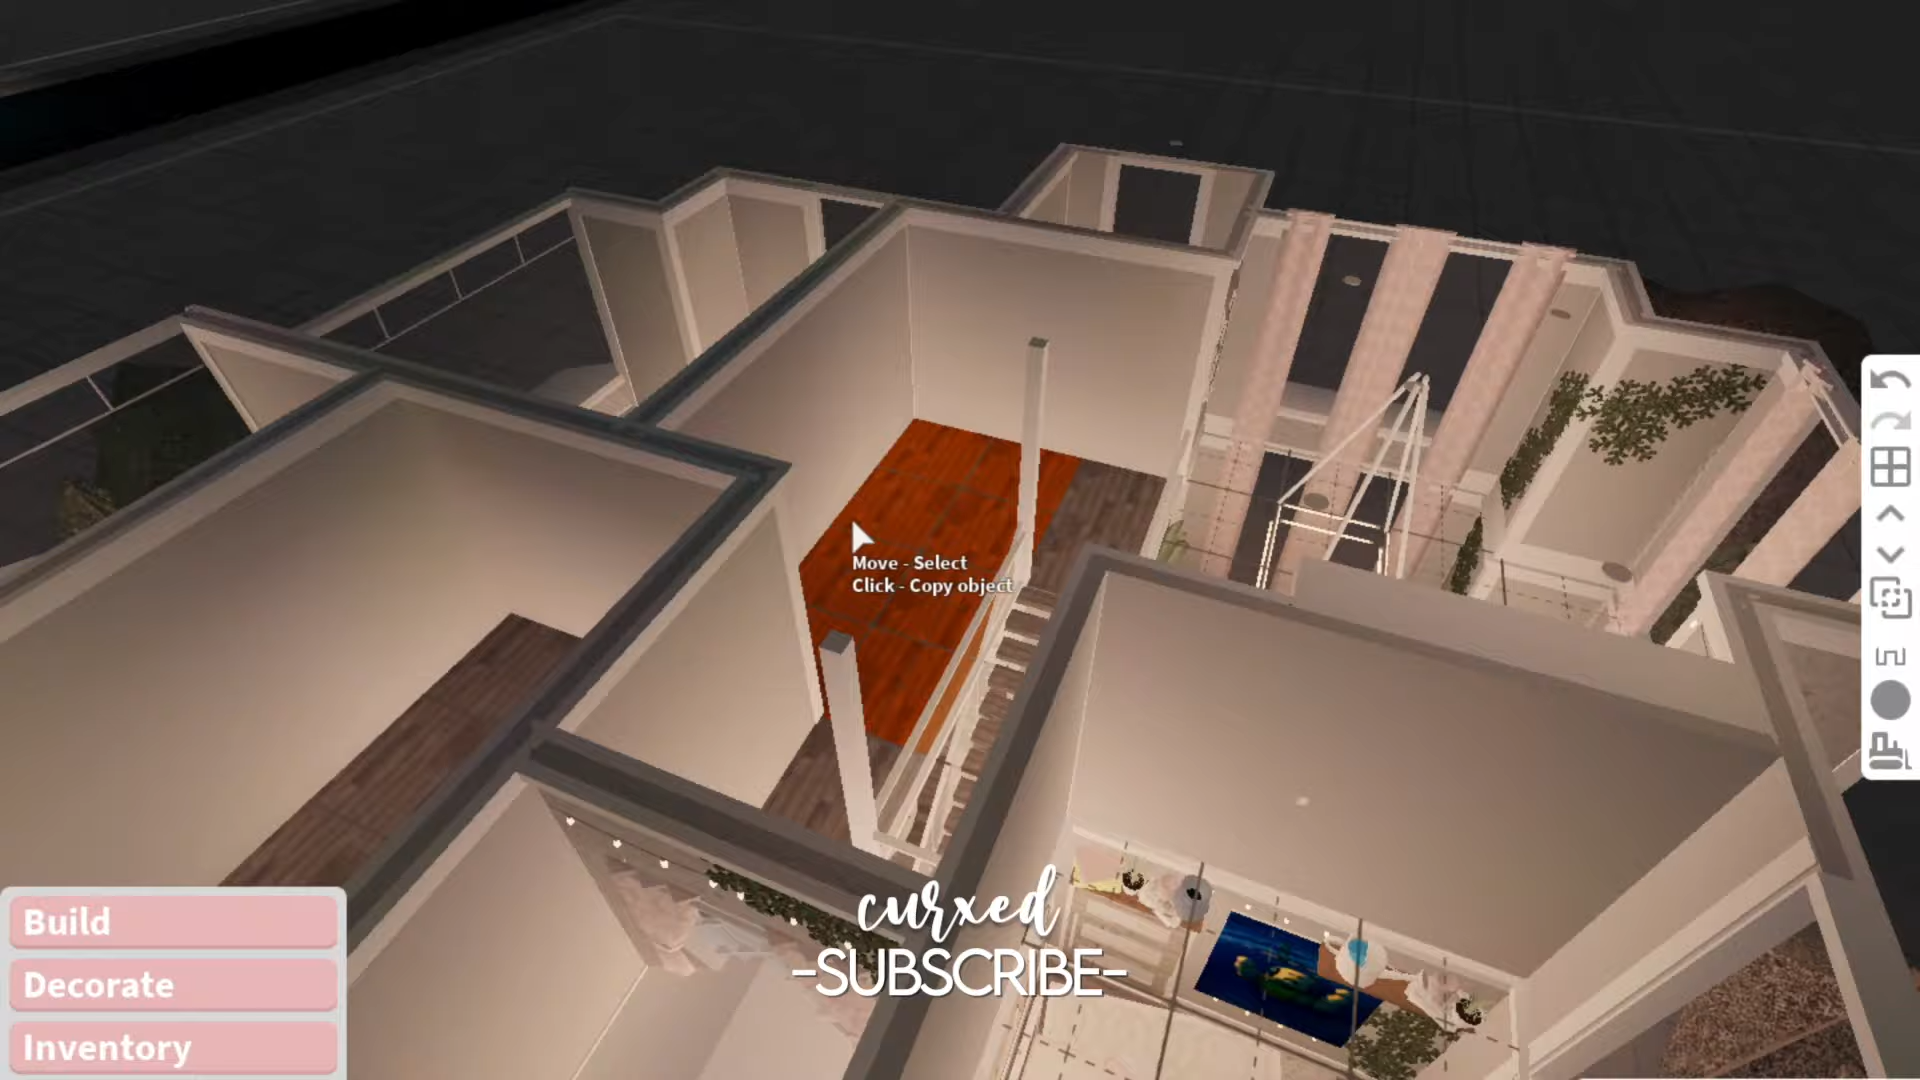 Move - Select
Click - Copy object
curxed
-SUBSCRIBE-
Build
Decorate
Inventory